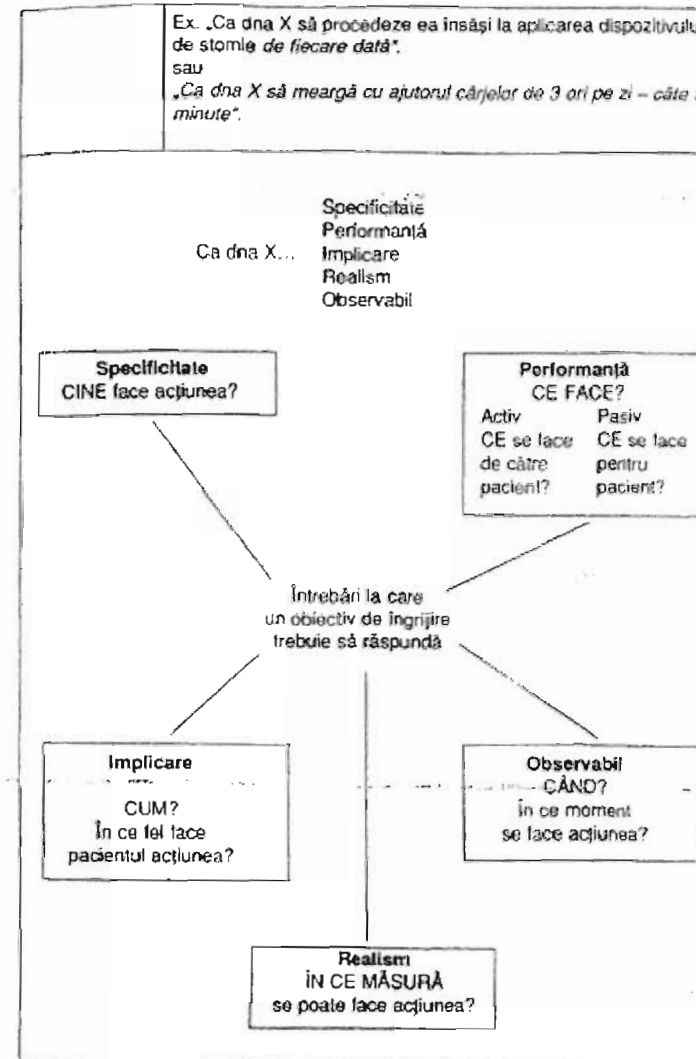 Ex. „Ca dna X să procedeze ea însăși la aplicarea dispozitivulu
de stomie de fiecare dată“.
sau
„Ca dna X să meargă cu ajutorul cârjelor de 3 ori pe zi – câte
minute“.
Specificitate
Performanță
Ca dna X... Implicare
Realism
Observabil
Specificitate
CINE face acțiunea?
Performanță
CE FACE?
Activ Pasiv
CE se face CE se face
de către pentru
pacient? pacient?
Întrebări la care
un obiectiv de îngrijire
trebuie să răspundă
Implicare
CUM?
În ce fel face
pacientul acțiunea?
Observabil
CÂND?
în ce moment
se face acțiunea?
Realism
ÎN CE MĂSURĂ
se poate face acțiunea?